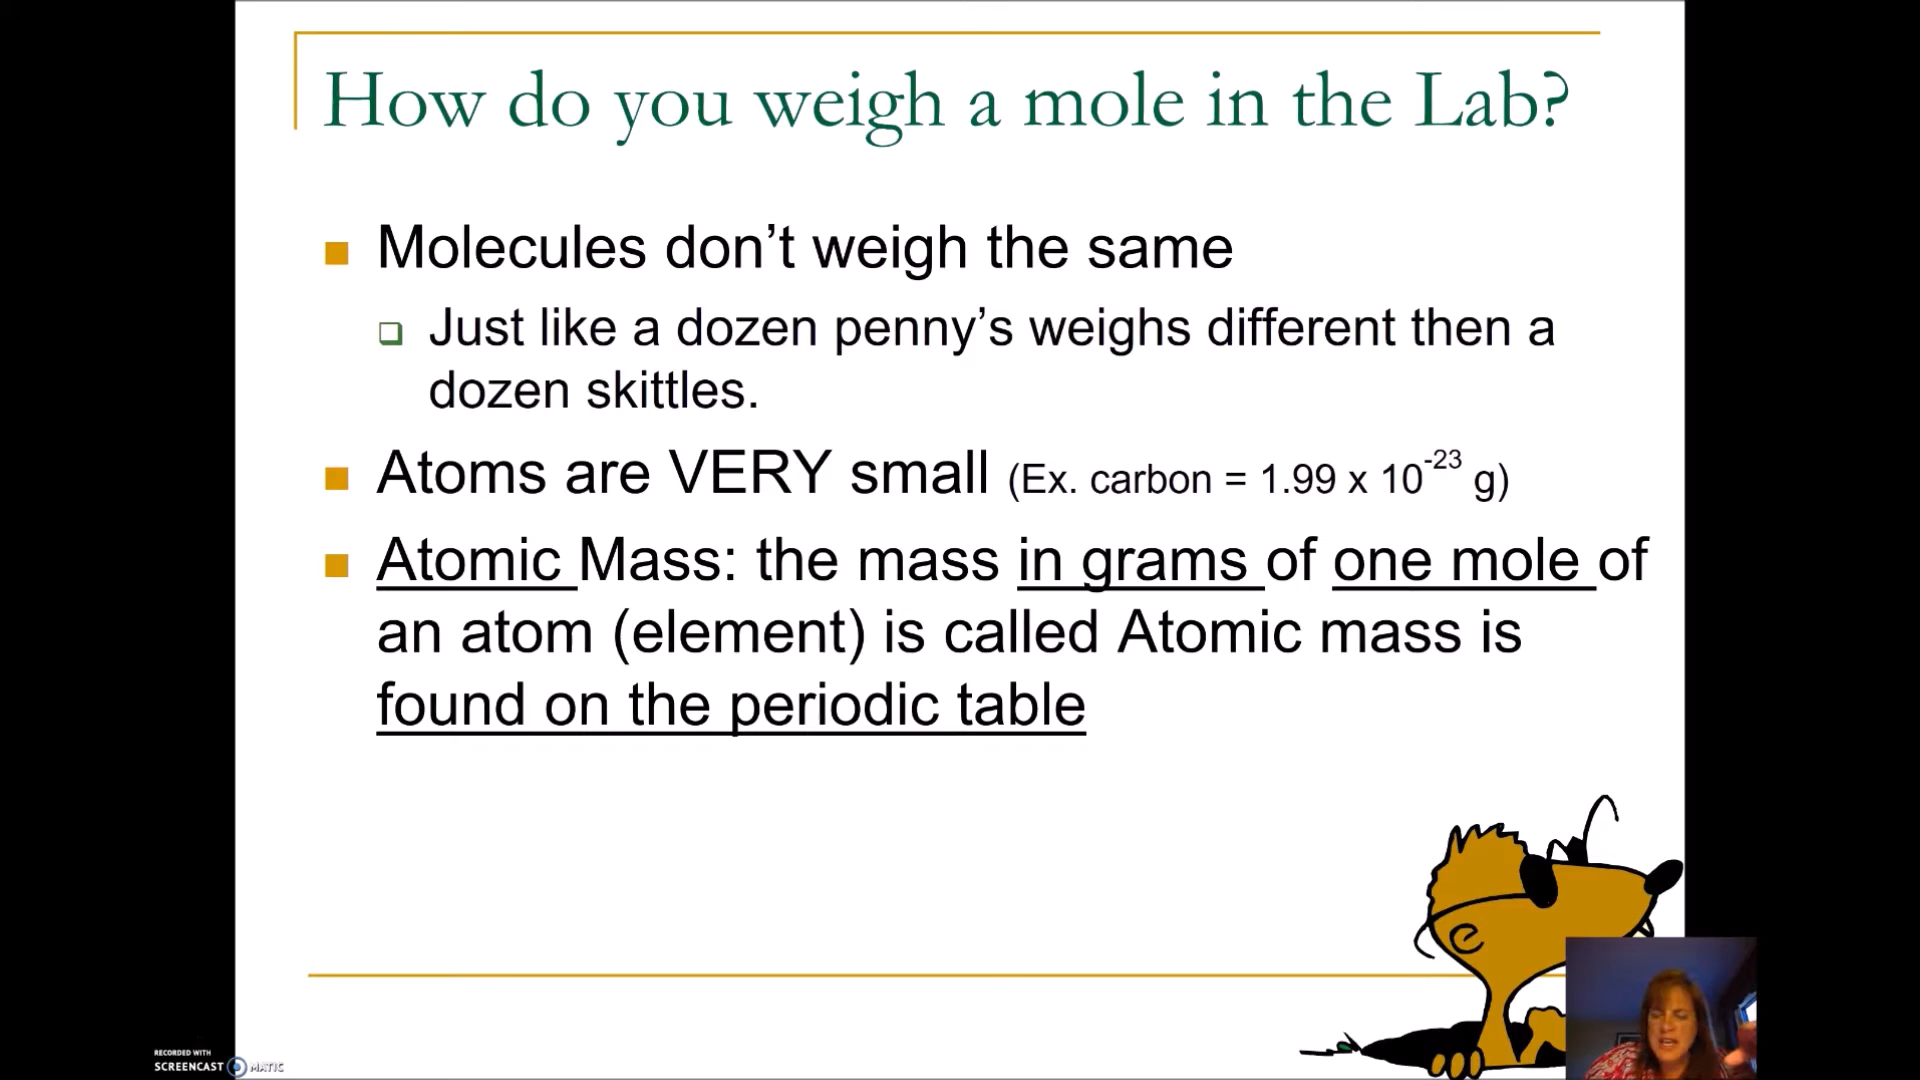 How do you weigh a mole in the Lab?
Molecules don’t weigh the same
Just like a dozen penny’s weighs different then a
dozen skittles.
Atoms are VERY small (Ex. carbon = 1.99 x 10⁻²³ g)
Atomic Mass: the mass in grams of one mole of
an atom (element) is called Atomic mass is
found on the periodic table
RECORDED WITH
SCREENCAST MATIC